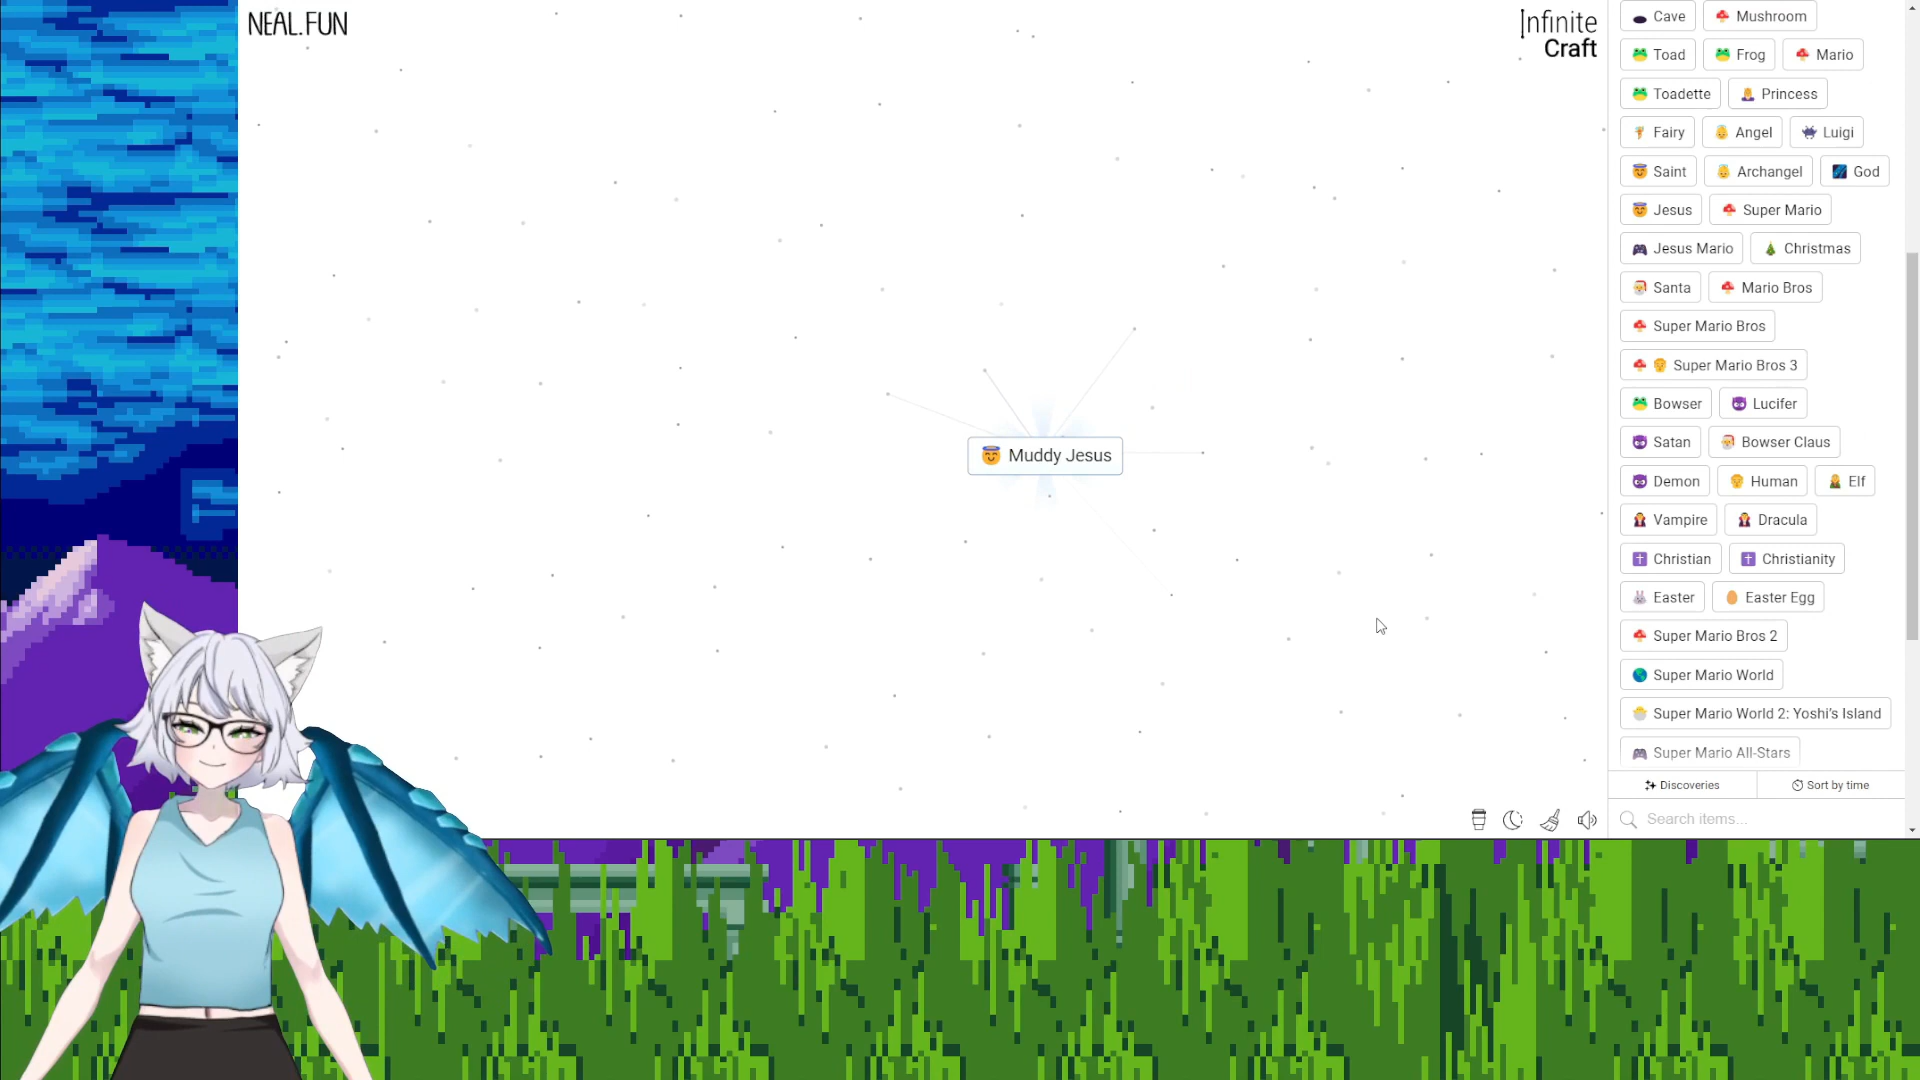 NEAL.FUN
Infinite
Craft
Muddy Jesus
Cave
Mushroom
Toad
Frog
Mario
Toadette
Princess
Fairy
Angel
Luigi
Saint
Archangel
God
Jesus
Super Mario
Jesus Mario
Christmas
Santa
Mario Bros
Super Mario Bros
Super Mario Bros 3
Bowser
Lucifer
Satan
Bowser Claus
Demon
Human
Elf
Vampire
Dracula
Christian
Christianity
Easter
Easter Egg
Super Mario Bros 2
Super Mario World
Super Mario World 2: Yoshi's Island
Super Mario All-Stars
Discoveries
Sort by time
Search items...